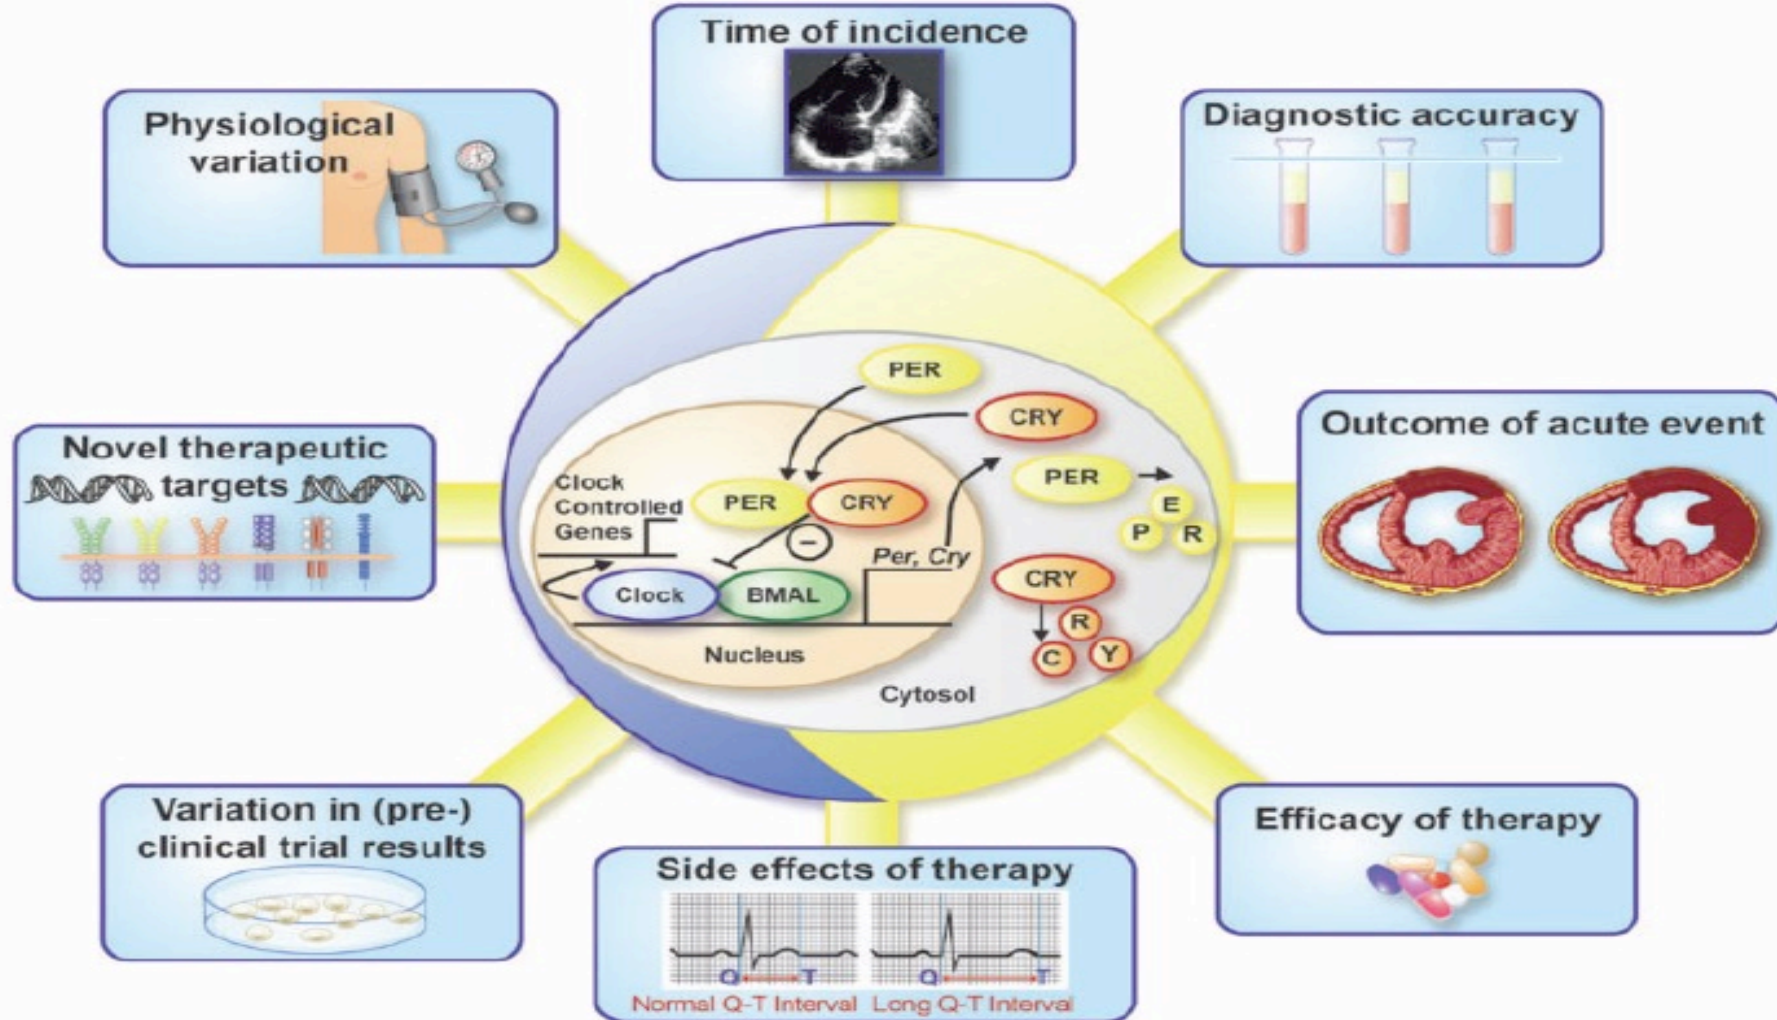 Time of incidence
Physiological
variation
Diagnostic accuracy
Novel therapeutic
targets
Outcome of acute event
PER
CRY
PER
Clock
Controlled
Genes
PER
CRY
E
P
R
−
Per, Cry
Clock
BMAL
CRY
R
C
Y
Nucleus
Cytosol
Variation in (pre-)
clinical trial results
Side effects of therapy
Q
T
Q
T
Normal Q-T Interval
Long Q-T Interval
Efficacy of therapy